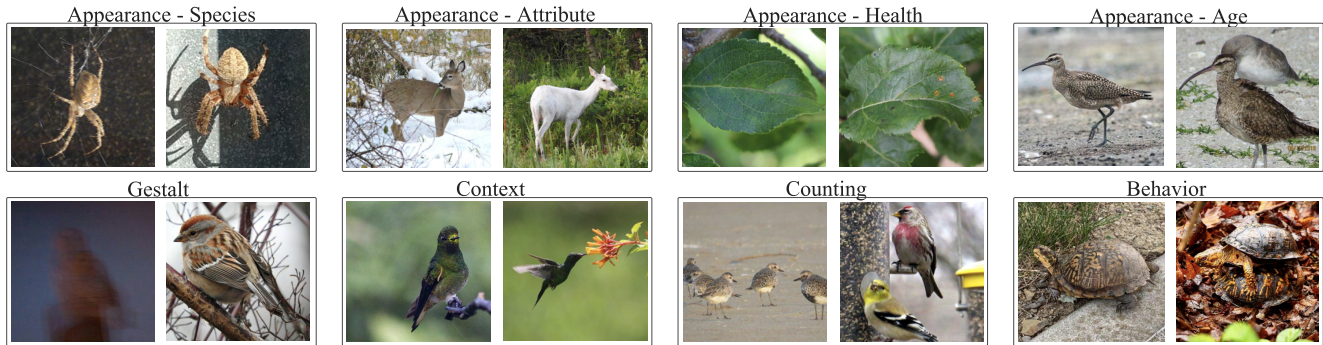 Appearance - Species
Appearance - Attribute
Appearance - Health
Appearance - Age
Gestalt
Context
Counting
Behavior